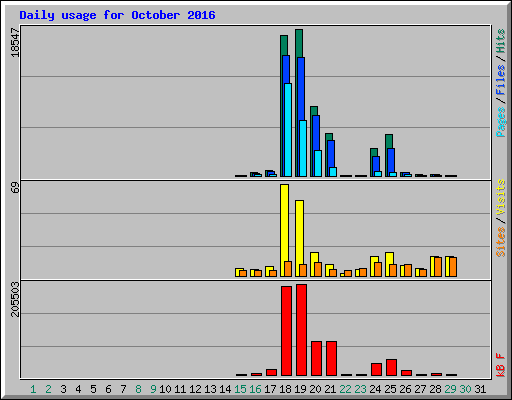 Daily usage for October 2016
18547
Pages / Files / Hits
69
Sites / Visits
205503
kB F
1 2 3 4 5 6 7 8 9 10 11 12 13 14 15 16 17 18 19 20 21 22 23 24 25 26 27 28 29 30 31